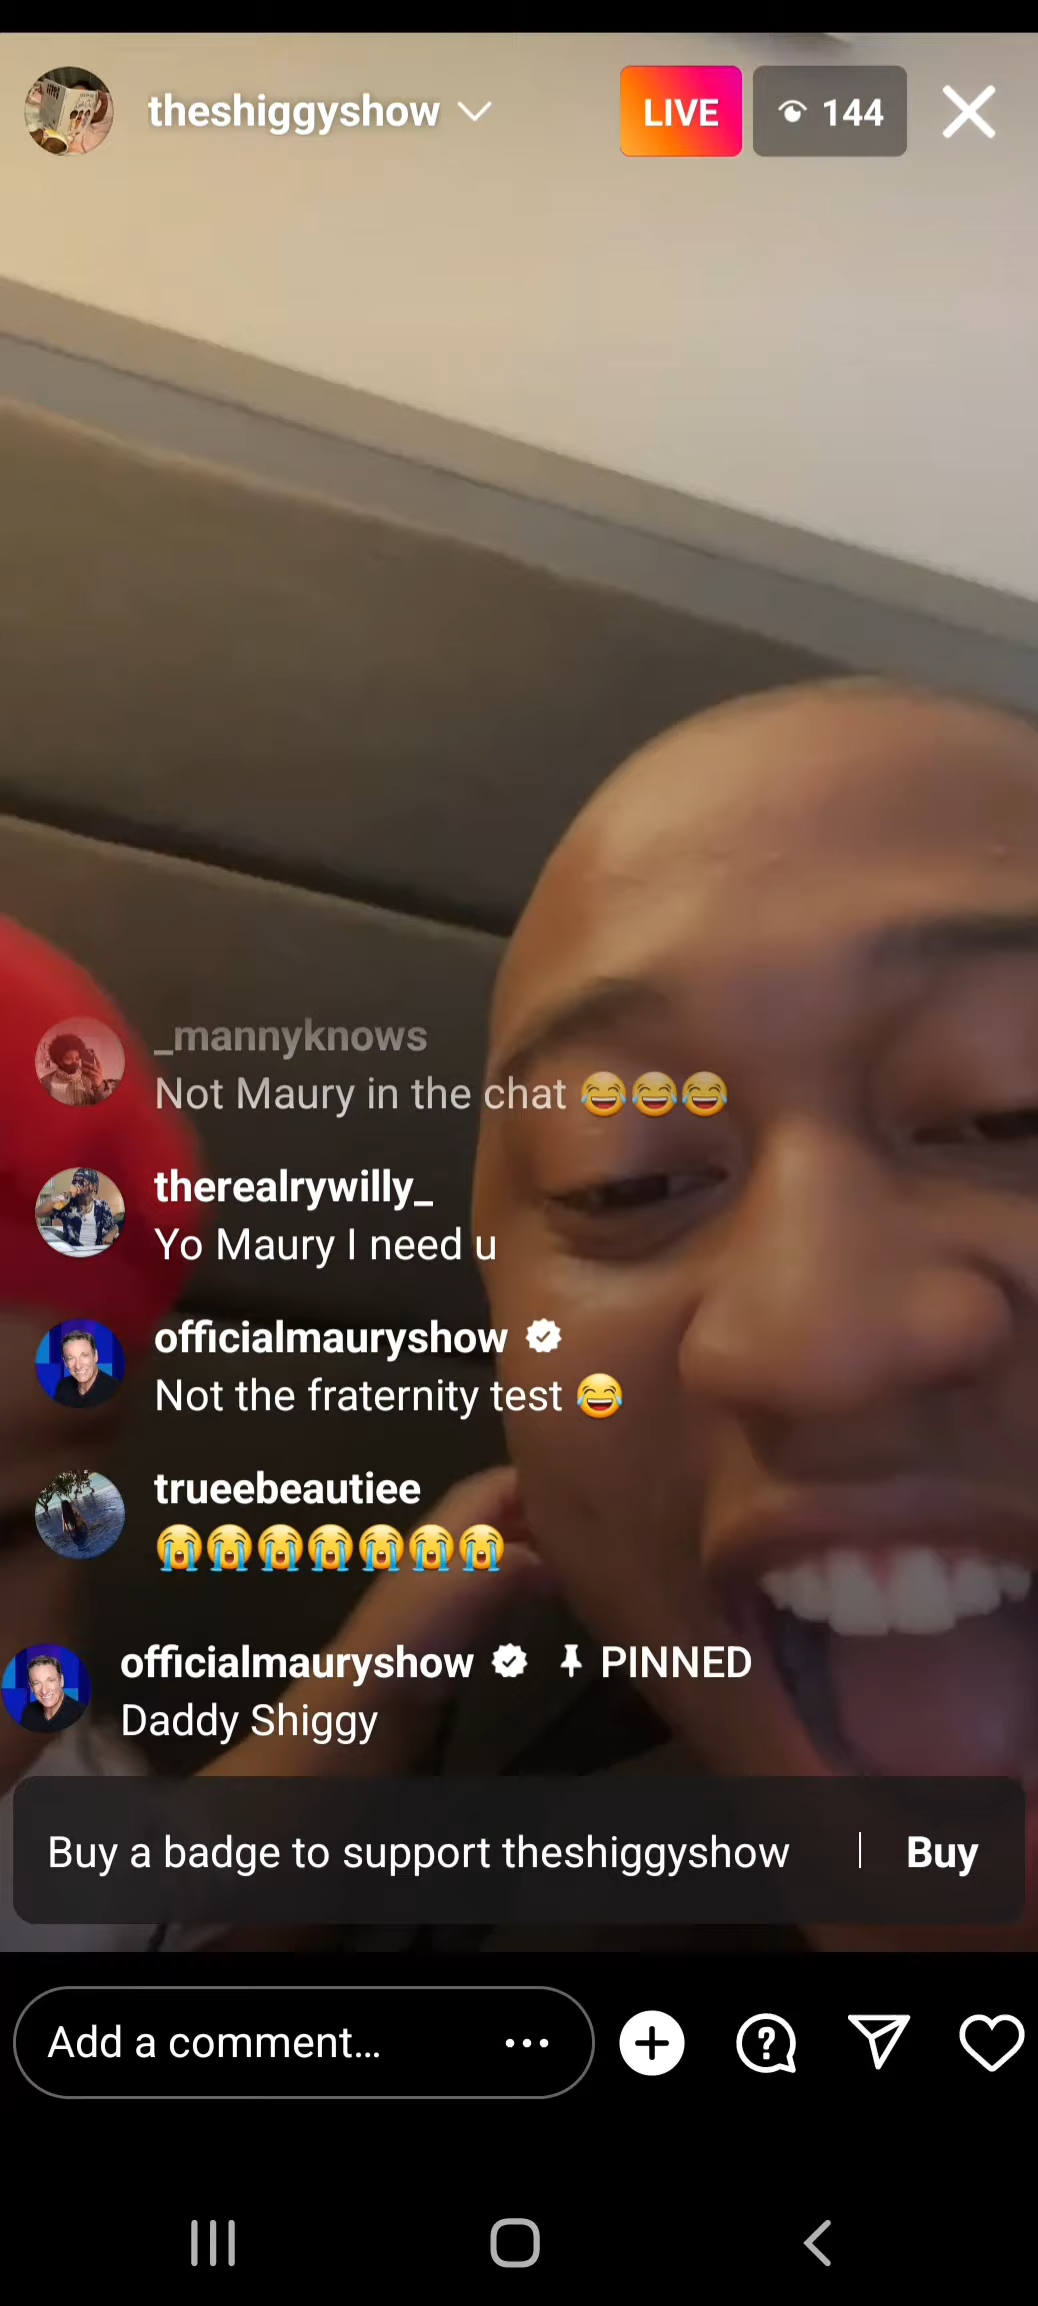 theshiggyshow
LIVE
144
_mannyknows
Not Maury in the chat 😂😂😂
therealrywilly_
Yo Maury I need u
officialmauryshow
Not the fraternity test 😂
trueebeautiee
😭😭😭😭😭😭😭
officialmauryshow PINNED
Daddy Shiggy
Buy a badge to support theshiggyshow | Buy
Add a comment...